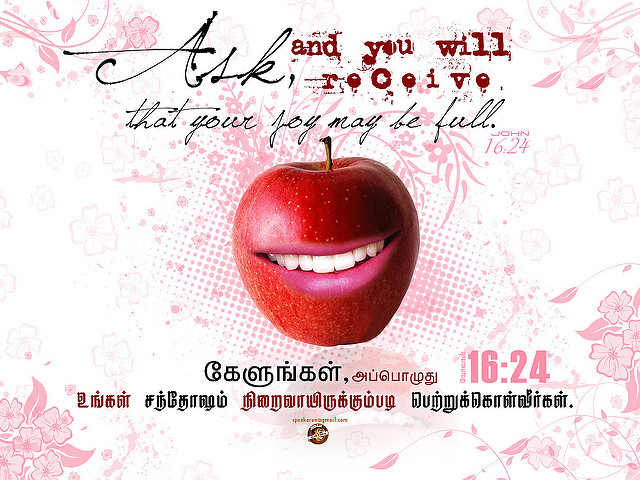 Ask, and you will
receive
that your joy may be full.
JOHN
16:24
கேளுங்கள், அப்பொழுது
யோவான் 16:24
உங்கள் சந்தோஷம் நிறைவாயிருக்கும்படி பெற்றுக்கொள்வீர்கள்.